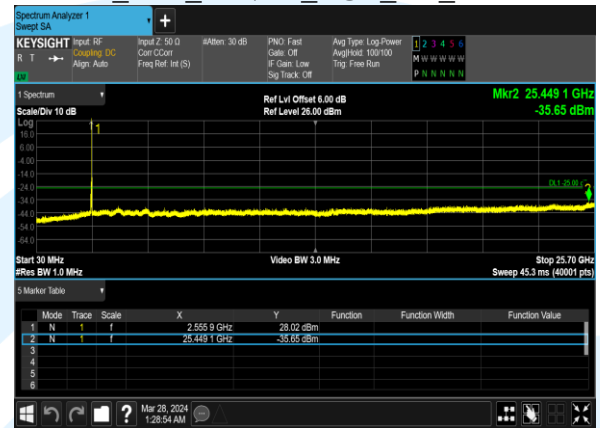 Spectrum Analyzer 1
Swept SA
KEYSIGHT Input: RF Input Z: 50 Ω #Atten: 30 dB PNO: Fast Avg Type: Log-Power 1 2 3 4 5 6
R T Coupling: DC Corr CCorr Gate: Off Avg|Hold: 100/100 M W W W W W
Align: Auto Freq Ref: Int (S) IF Gain: Low Trig: Free Run P N N N N N
Sig Track: Off
1 Spectrum Ref Lvl Offset 6.00 dB Mkr2 25.449 1 GHz
Scale/Div 10 dB Ref Level 26.00 dBm -35.65 dBm
Log
16.0
6.00
-4.00
-14.0
-24.0
-34.0
-44.0
-54.0
-64.0
1
2
Start 30 MHz Video BW 3.0 MHz Stop 25.70 GHz
#Res BW 1.0 MHz Sweep 45.3 ms (40001 pts)
5 Marker Table
Mode Trace Scale X Y Function Function Width Function Value
1 N 1 f 2.555 9 GHz 28.02 dBm
2 N 1 f 25.449 1 GHz -35.65 dBm
3
4
5
6
? Mar 28, 2024
1:28:54 AM